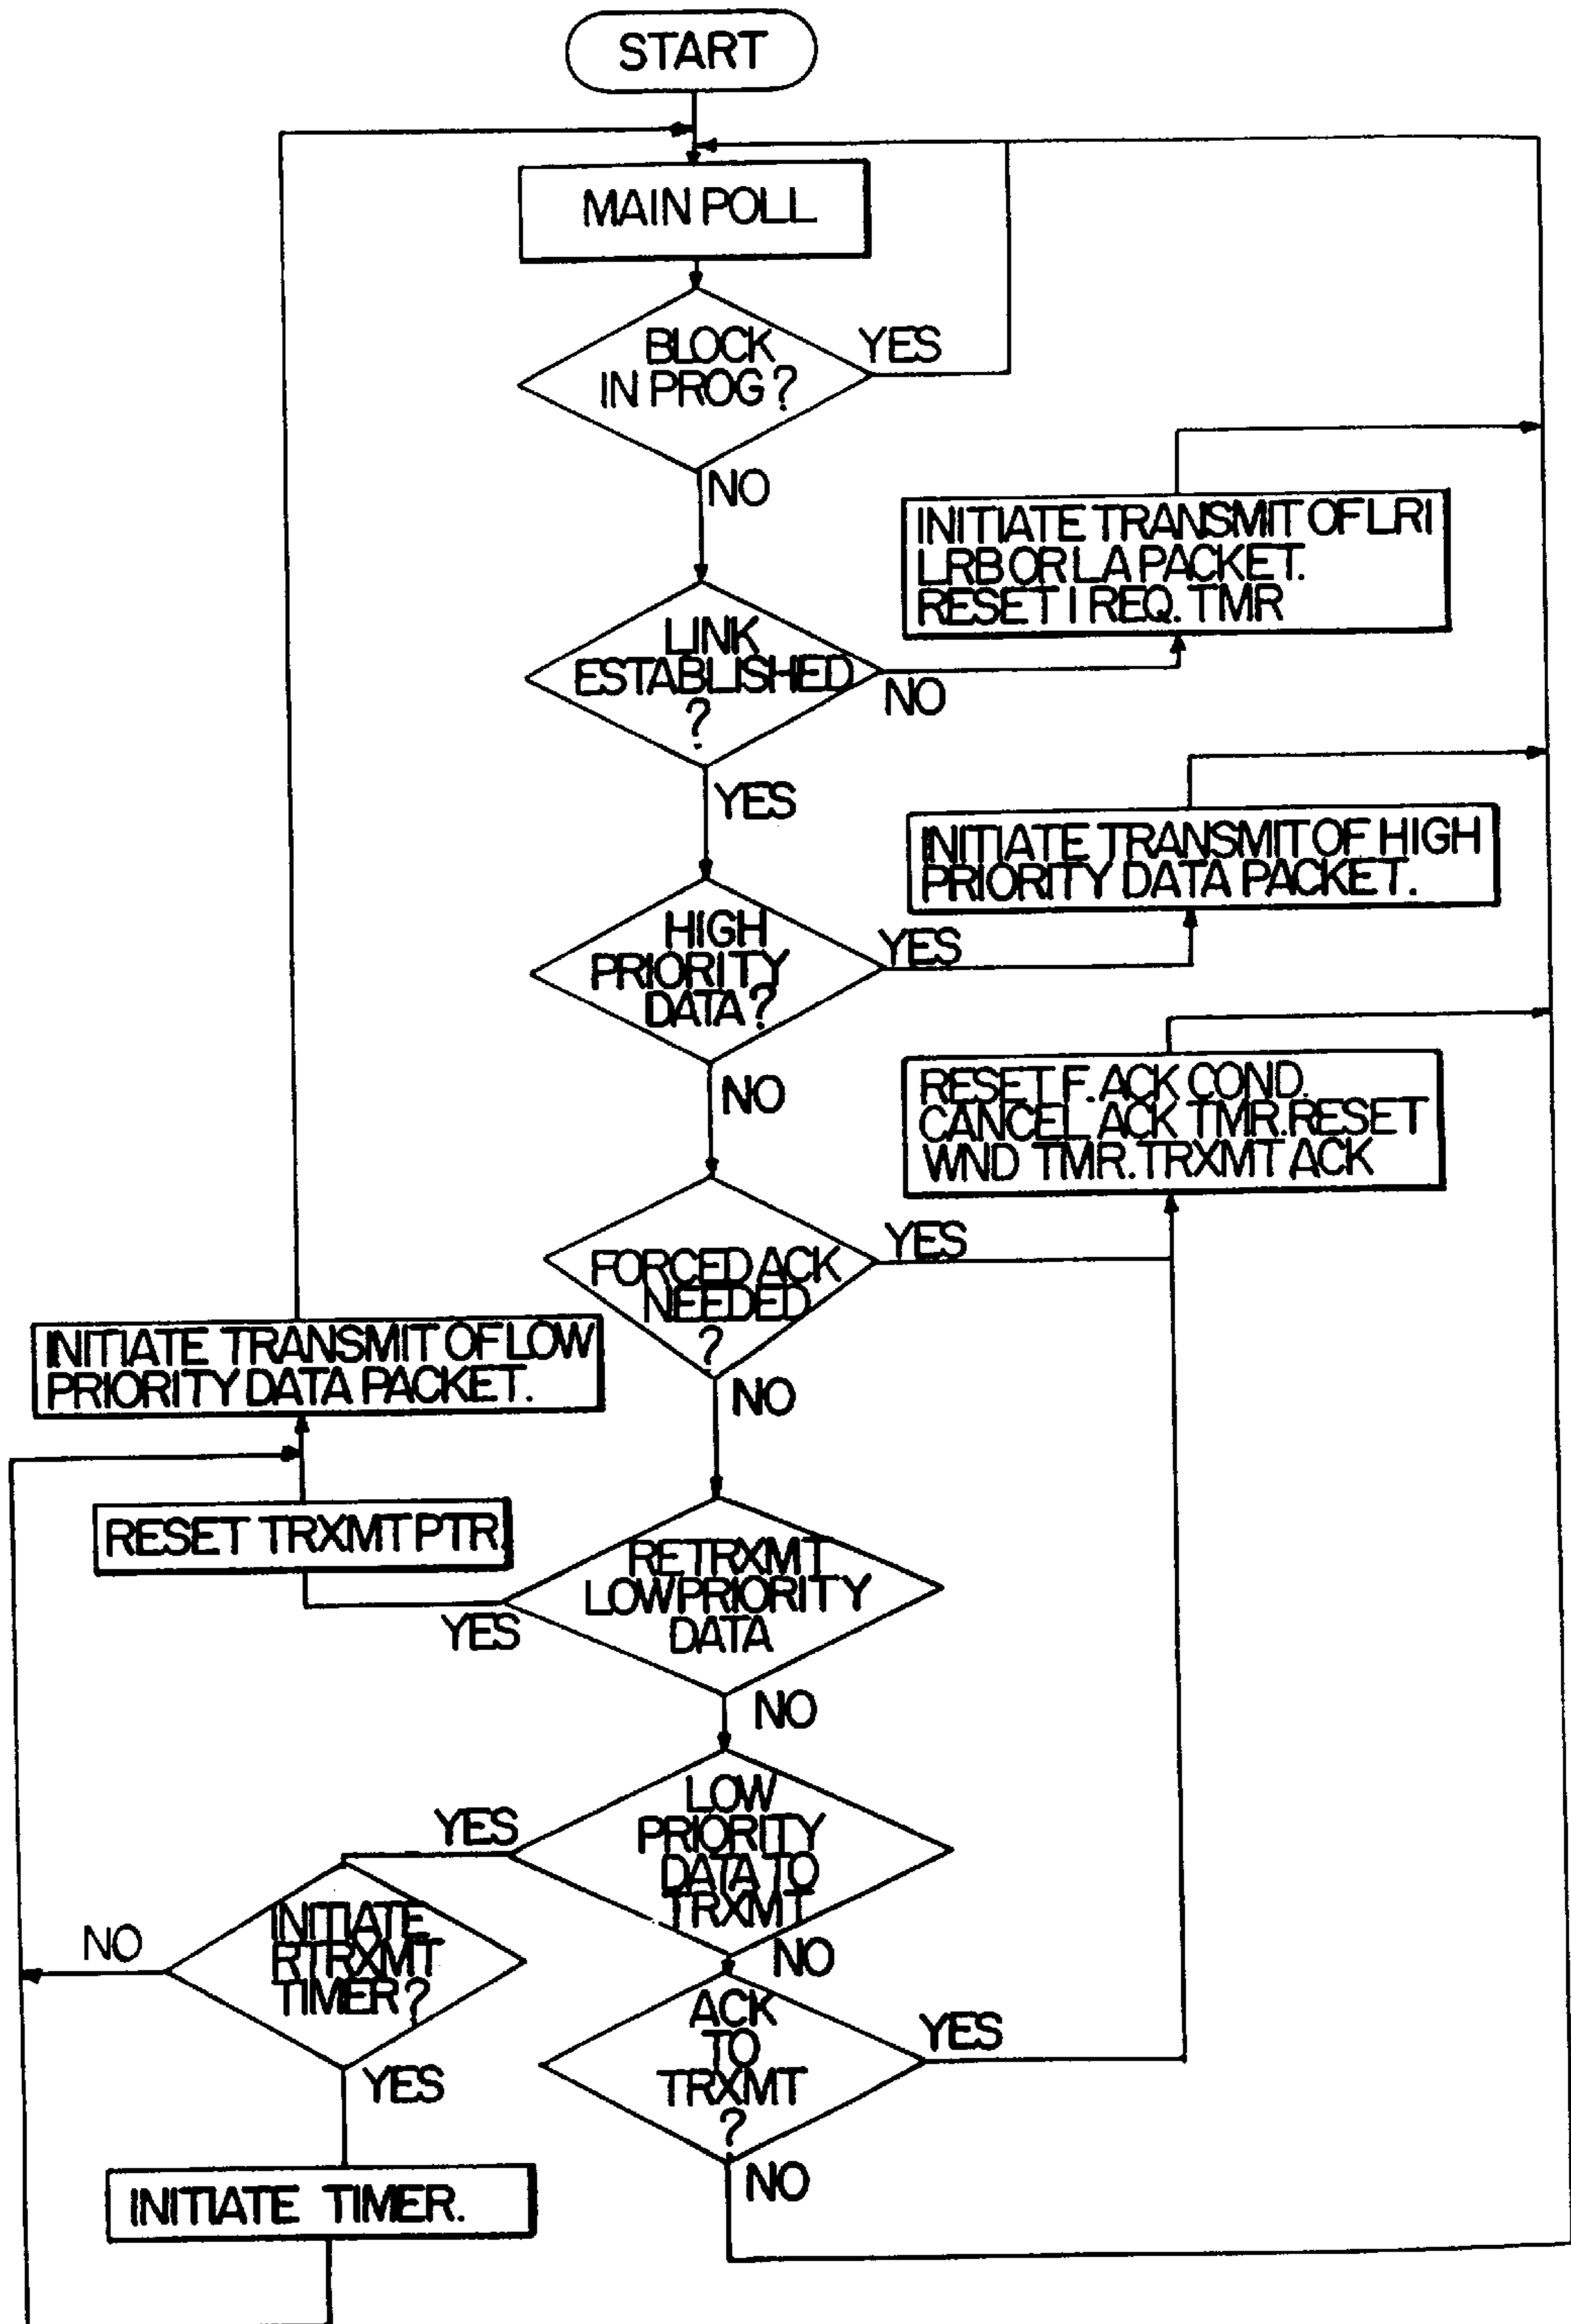 START
MAIN POLL
BLOCK
IN PROG?
YES
NO
INITIATE TRANSMIT OF LRI
LRB OR LA PACKET.
RESET I REQ. TMR
LINK
ESTABLISHED
?
NO
YES
INITIATE TRANSMIT OF HIGH
PRIORITY DATA PACKET.
HIGH
PRIORITY
DATA?
YES
NO
RESET F. ACK COND.
CANCEL ACK TMR. RESET
WND TMR. TRXMT ACK
FORCED ACK
NEEDED
?
YES
NO
INITIATE TRANSMIT OF LOW
PRIORITY DATA PACKET.
RESET TRXMT PTR.
RETRXMT
LOW PRIORITY
DATA
YES
NO
LOW
PRIORITY
DATA TO
TRXMT
YES
NO
INITIATE
RTRXMT
TIMER?
NO
YES
ACK
TO
TRXMT
?
YES
NO
INITIATE TIMER.